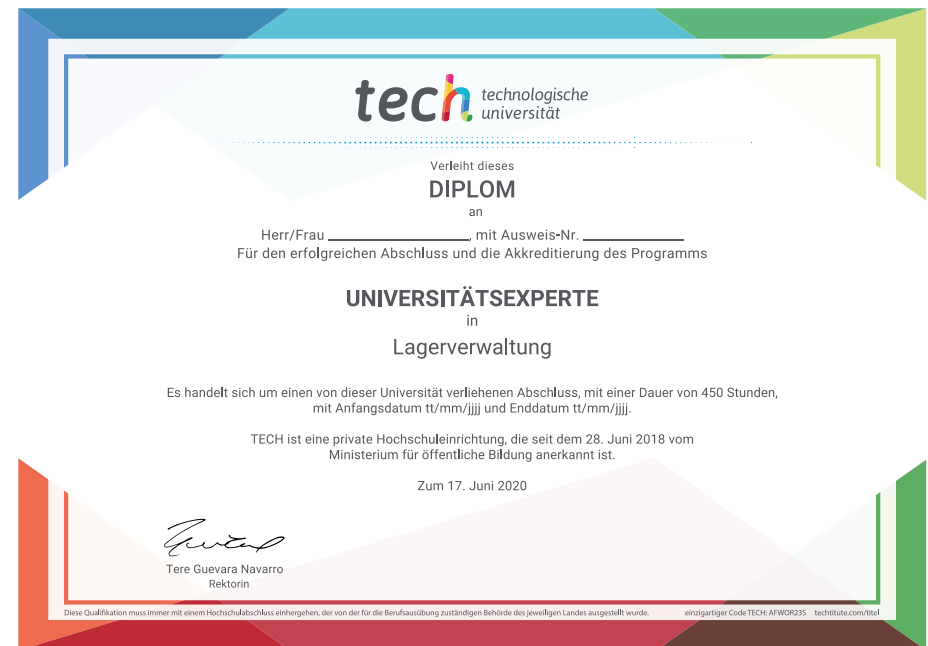 tech technologische
universität
Verleiht dieses
DIPLOM
an
Herr/Frau ____________, mit Ausweis-Nr. ____________
Für den erfolgreichen Abschluss und die Akkreditierung des Programms
UNIVERSITÄTSEXPERTE
in
Lagerverwaltung
Es handelt sich um einen von dieser Universität verliehenen Abschluss, mit einer Dauer von 450 Stunden,
mit Anfangsdatum tt/mm/jjjj und Enddatum tt/mm/jjjj.
TECH ist eine private Hochschuleinrichtung, die seit dem 28. Juni 2018 vom
Ministerium für öffentliche Bildung anerkannt ist.
Zum 17. Juni 2020
Tere Guevara Navarro
Rektorin
Diese Qualifikation muss immer mit einem Hochschulabschluss einhergehen, der von der für die Berufsausübung zuständigen Behörde des jeweiligen Landes ausgestellt wurde. einzigartiger Code TECH: AFWOR23S techtitute.com/titel